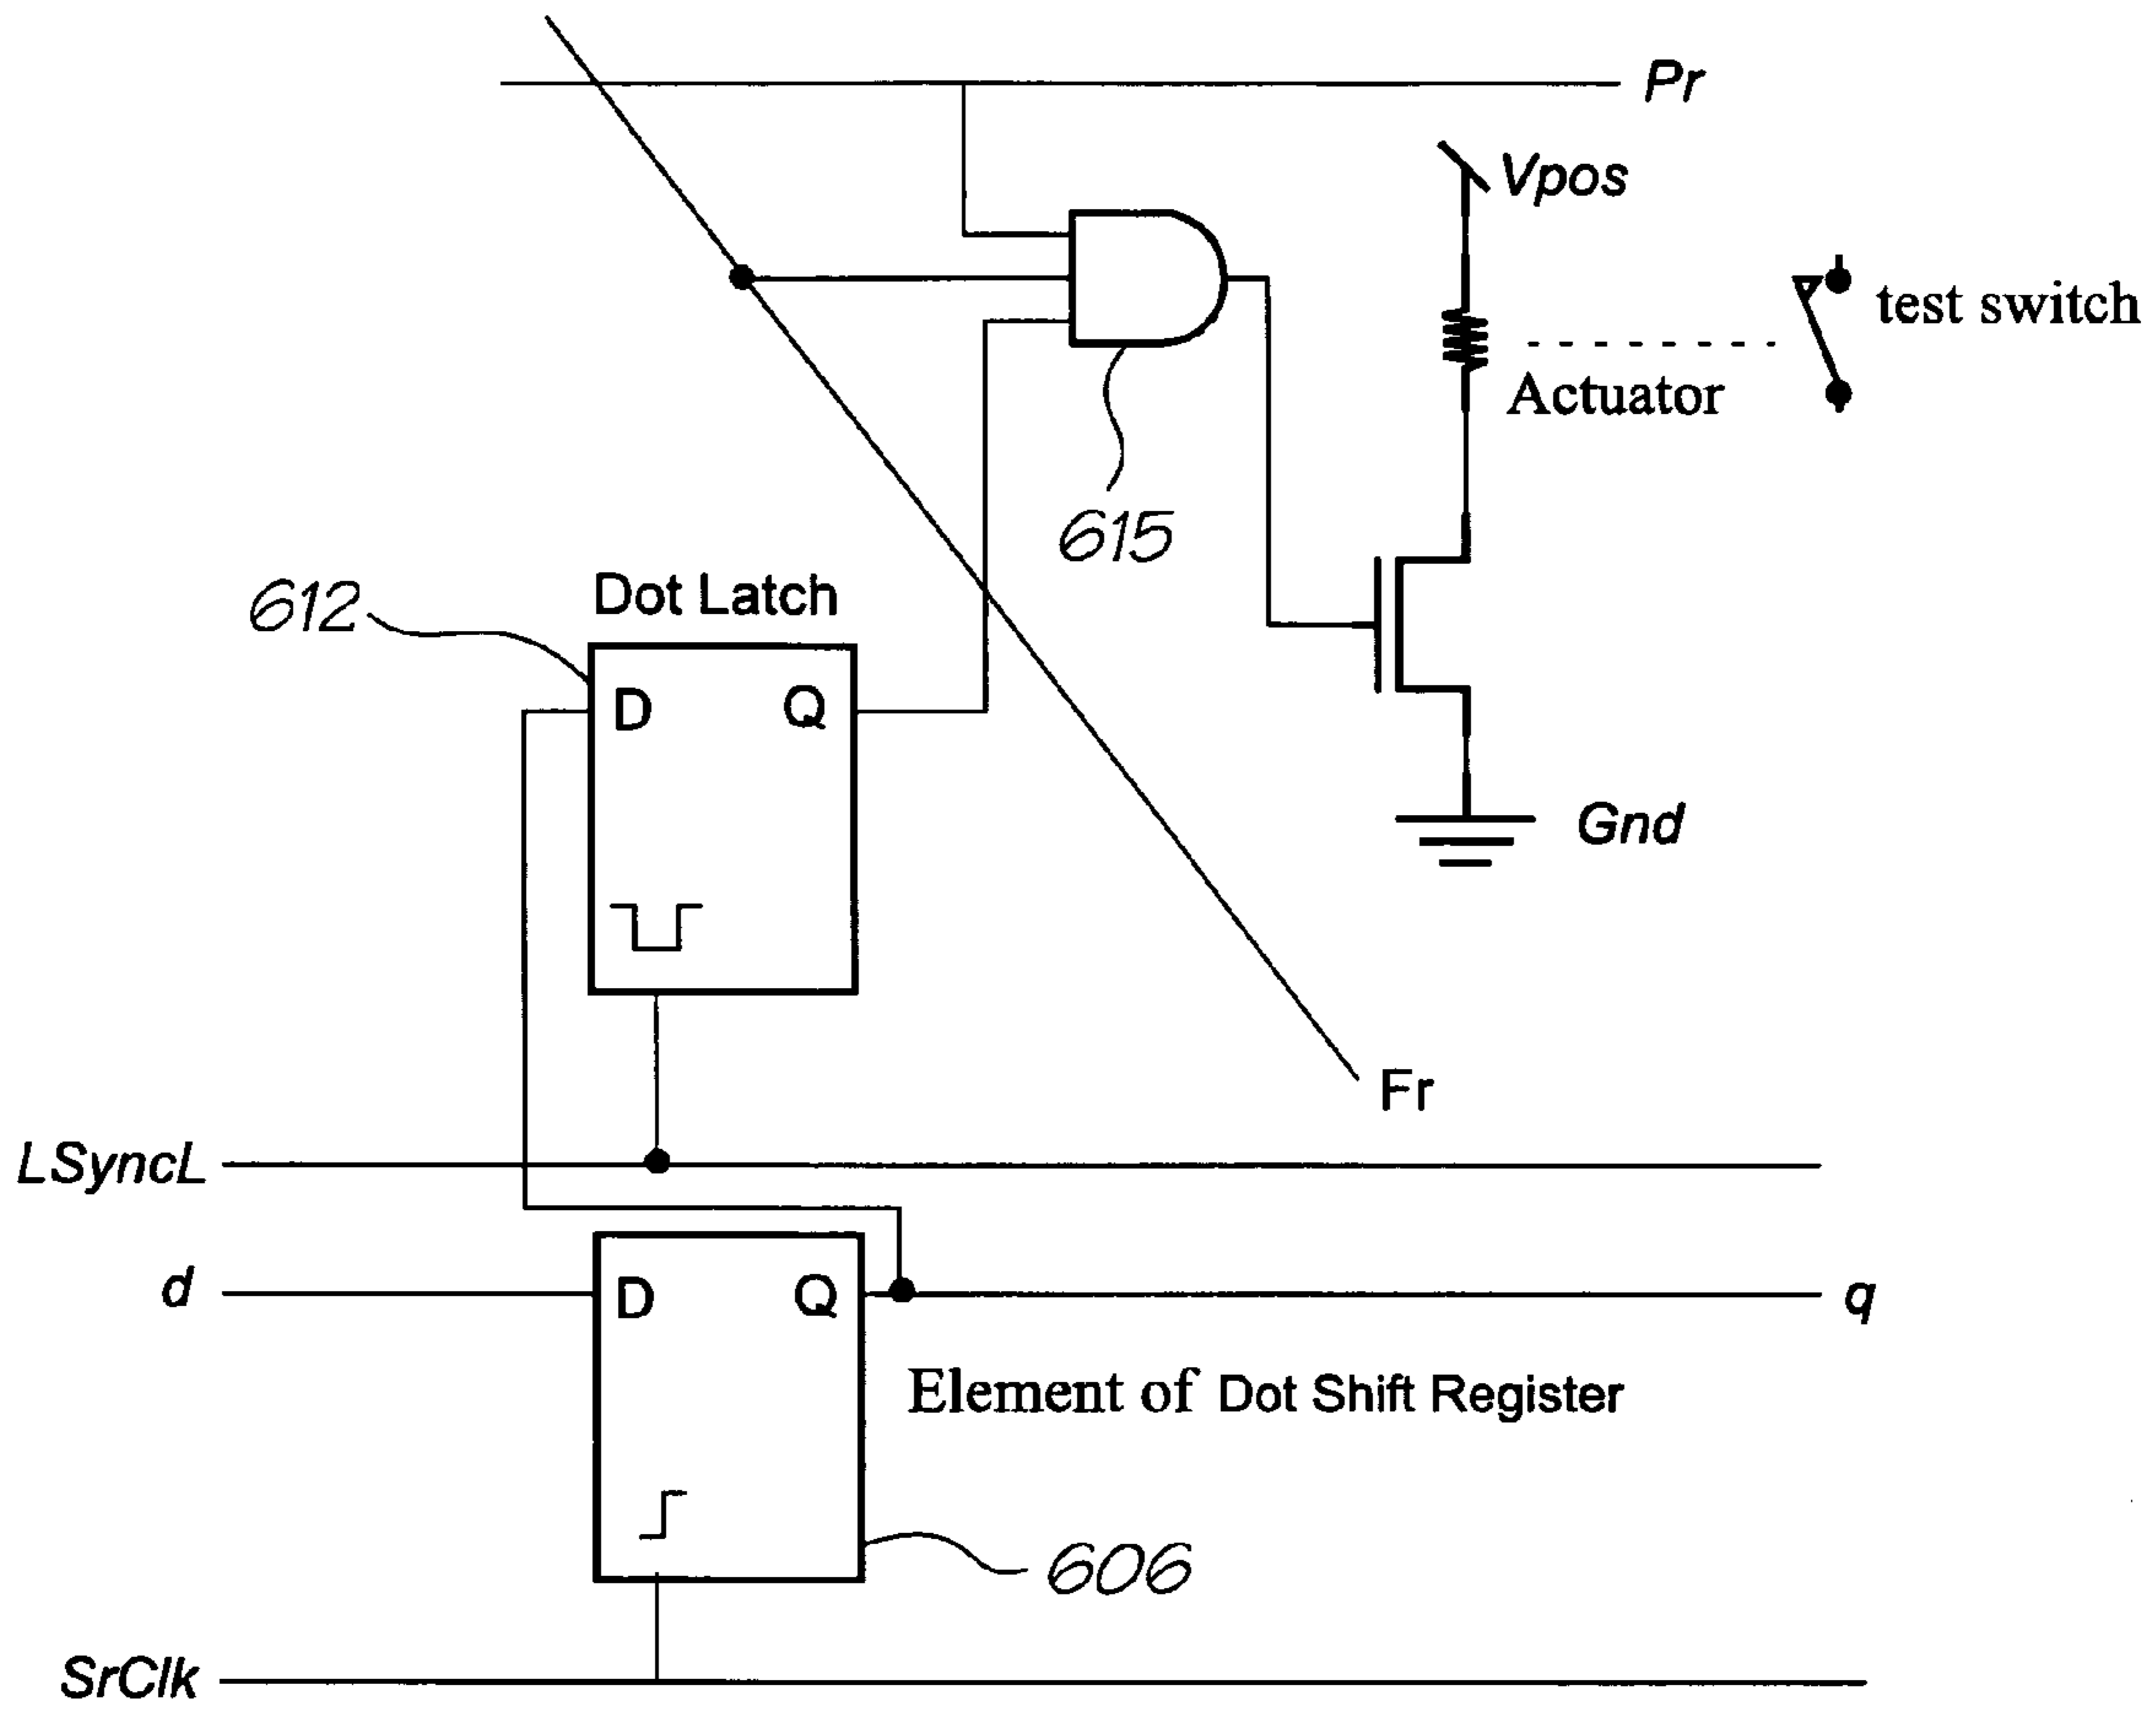 Pr
Vpos
test switch
Actuator
615
612
Dot Latch
D Q
Gnd
Fr
LSyncL
d
D Q
q
Element of Dot Shift Register
606
SrClk